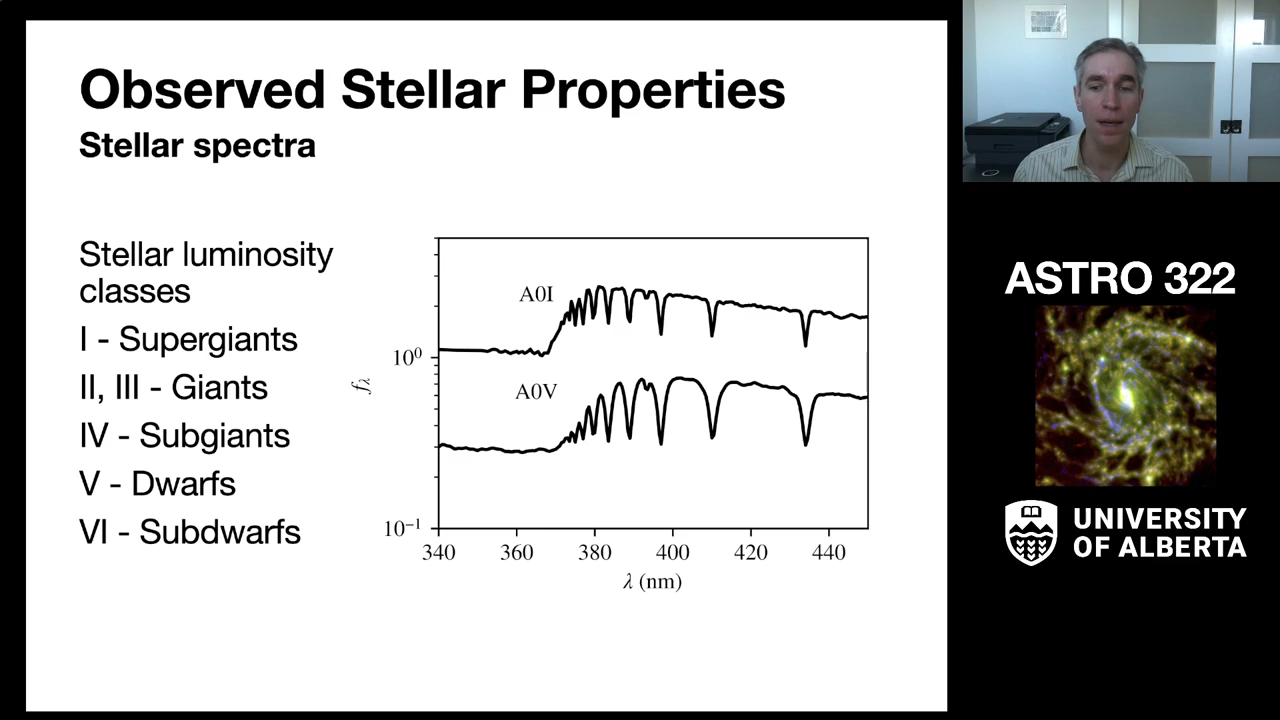 Observed Stellar Properties
Stellar spectra
Stellar luminosity
classes
I - Supergiants
II, III - Giants
IV - Subgiants
V - Dwarfs
VI - Subdwarfs
A0I
A0V
10⁰
10⁻¹
fλ
340 360 380 400 420 440
λ (nm)
ASTRO 322
UNIVERSITY
OF ALBERTA